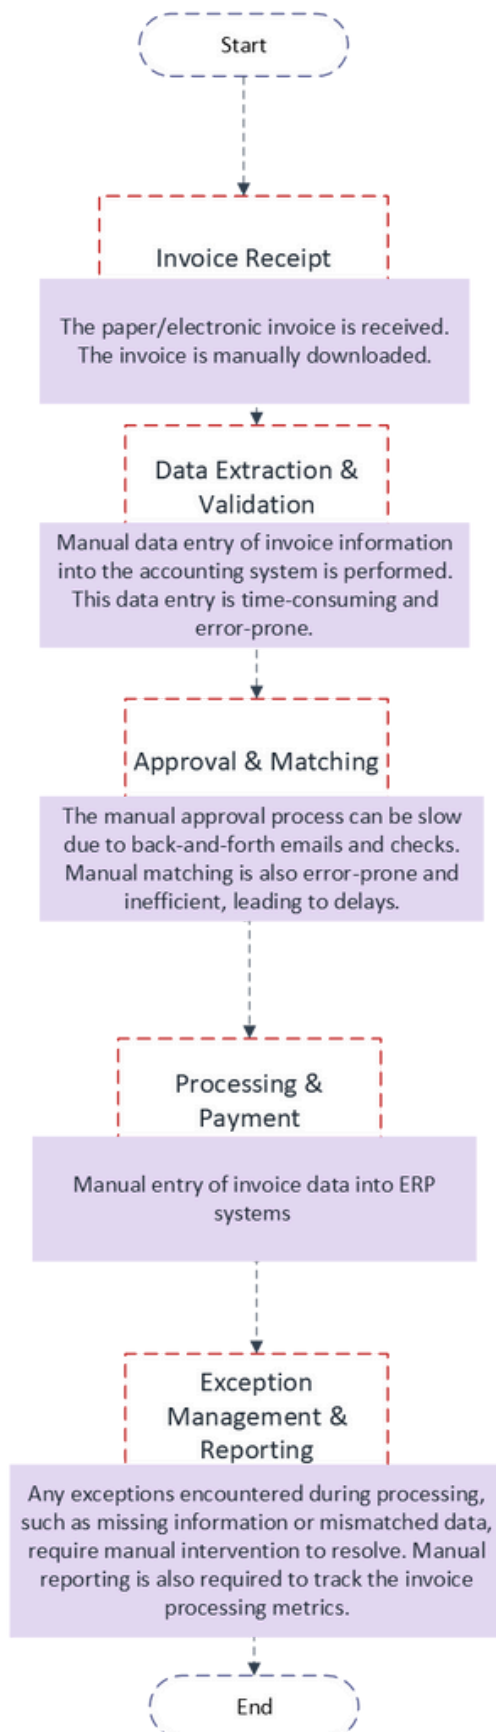 Start
Invoice Receipt
The paper/electronic invoice is received.
The invoice is manually downloaded.
Data Extraction &
Validation
Manual data entry of invoice information
into the accounting system is performed.
This data entry is time-consuming and
error-prone.
Approval & Matching
The manual approval process can be slow
due to back-and-forth emails and checks.
Manual matching is also error-prone and
inefficient, leading to delays.
Processing &
Payment
Manual entry of invoice data into ERP
systems
Exception
Management &
Reporting
Any exceptions encountered during processing,
such as missing information or mismatched data,
require manual intervention to resolve. Manual
reporting is also required to track the invoice
processing metrics.
End